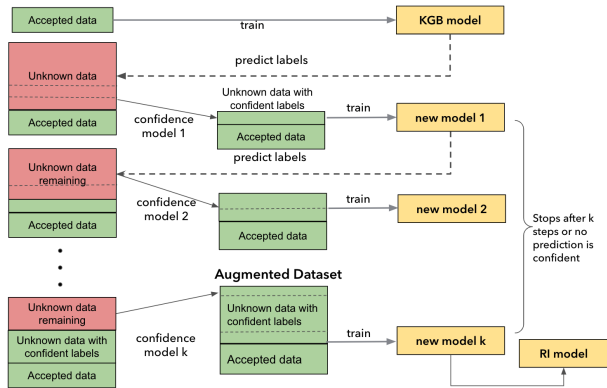 Accepted data
train
KGB model
predict labels
Unknown data
Unknown data with
confident labels
train
Accepted data
confidence
model 1
Accepted data
new model 1
predict labels
Unknown data
remaining
confidence
model 2
train
new model 2
Accepted data
Accepted data
Stops after k
steps or no
prediction is
confident
Augmented Dataset
Unknown data
remaining
Unknown data with
confident labels
Unknown data with
confident labels
confidence
model k
train
new model k
Accepted data
RI model
Accepted data